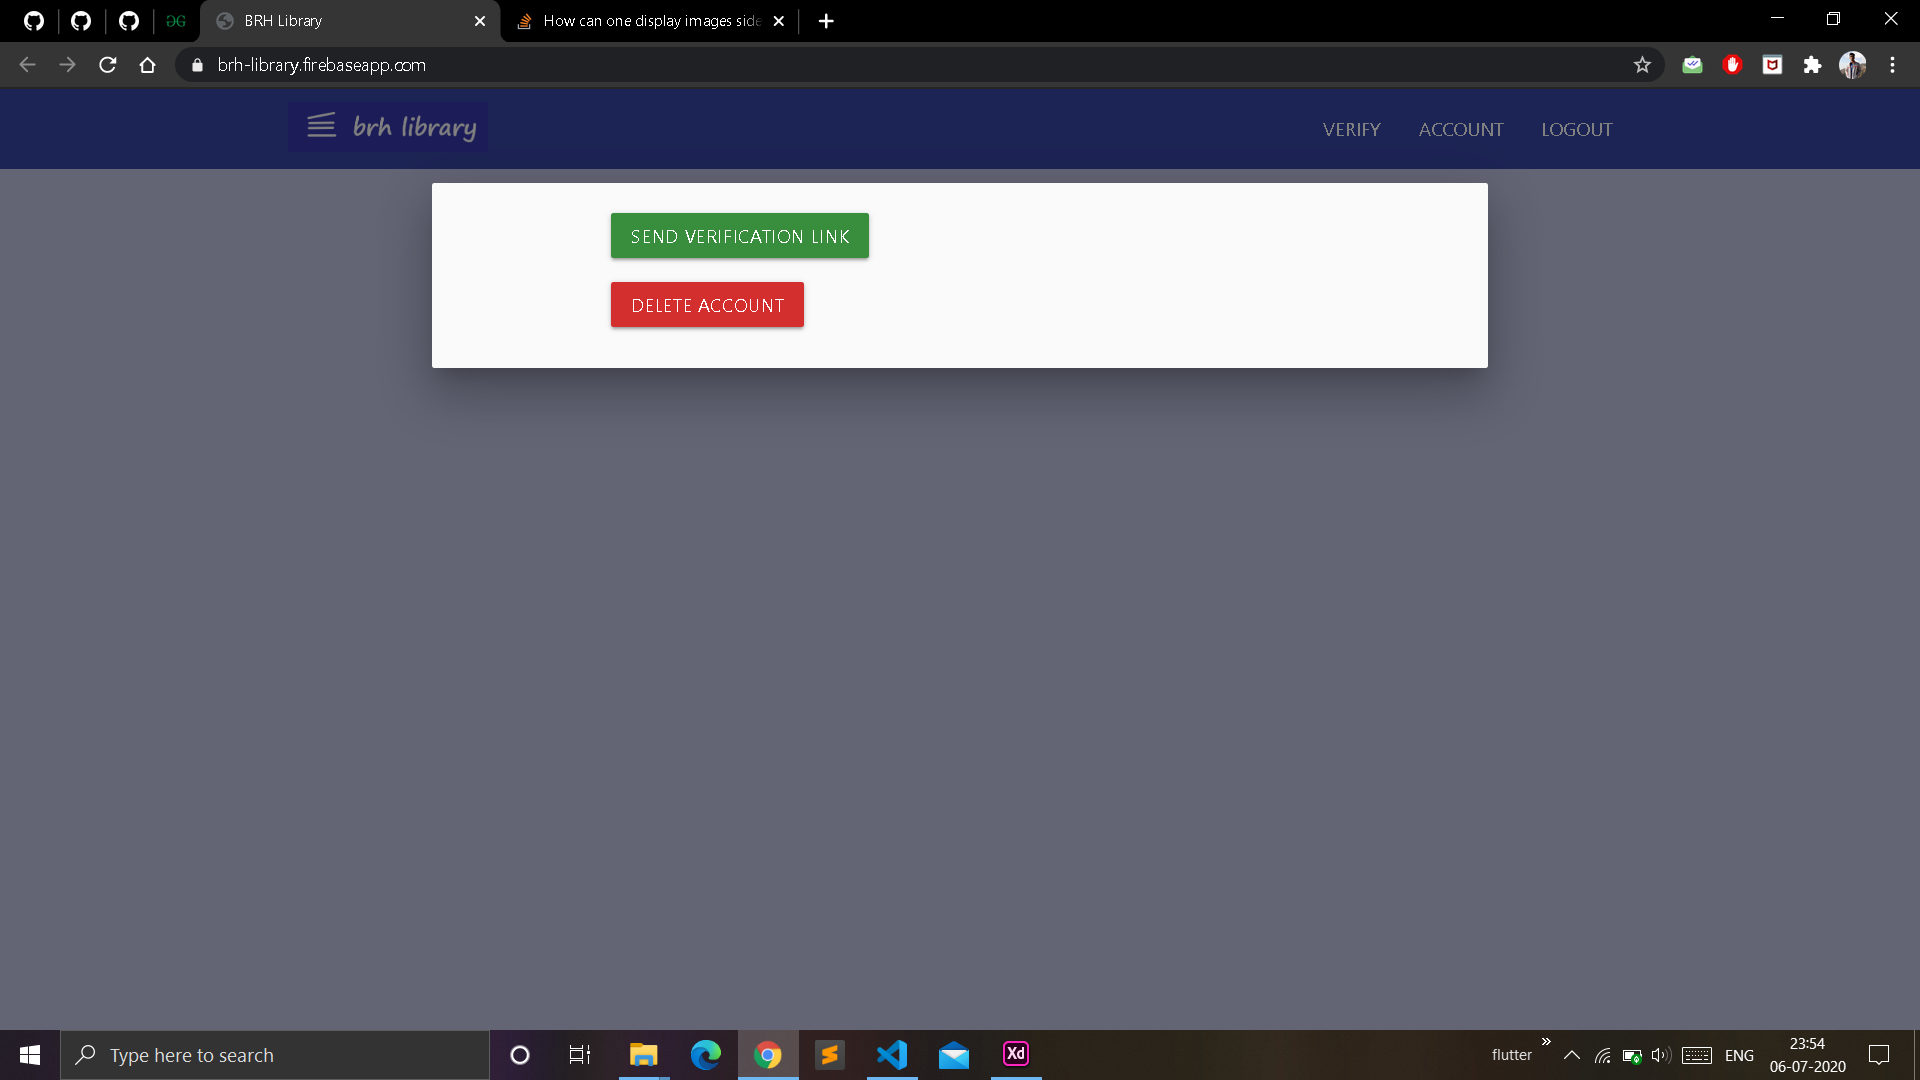 BRH Library
How can one display images side
brh-library.firebaseapp.com
brh library
VERIFY
ACCOUNT
LOGOUT
SEND VERIFICATION LINK
DELETE ACCOUNT
Type here to search
Xd
flutter
ENG
23:54
06-07-2020